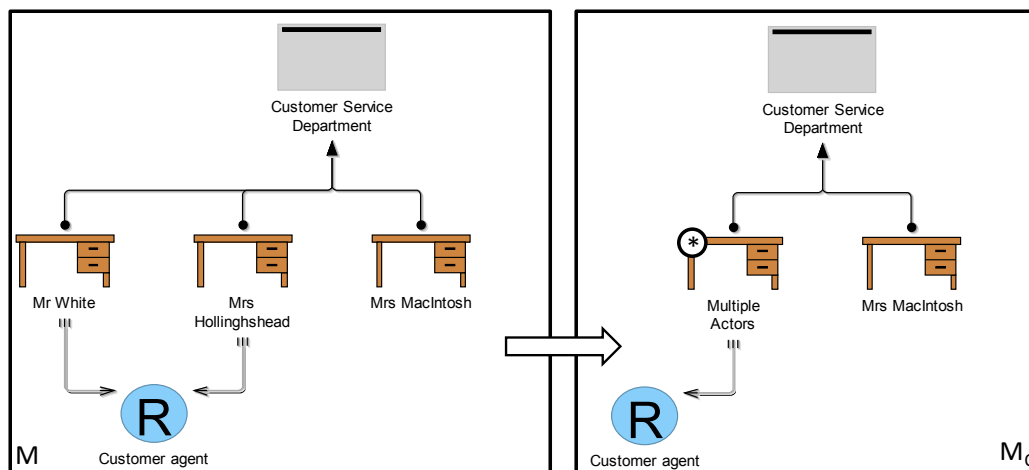 Customer Service
Department
Mr White
Mrs
Hollinghshead
Mrs MacIntosh
R
Customer agent
M
Customer Service
Department
*
Multiple
Actors
Mrs MacIntosh
R
Customer agent